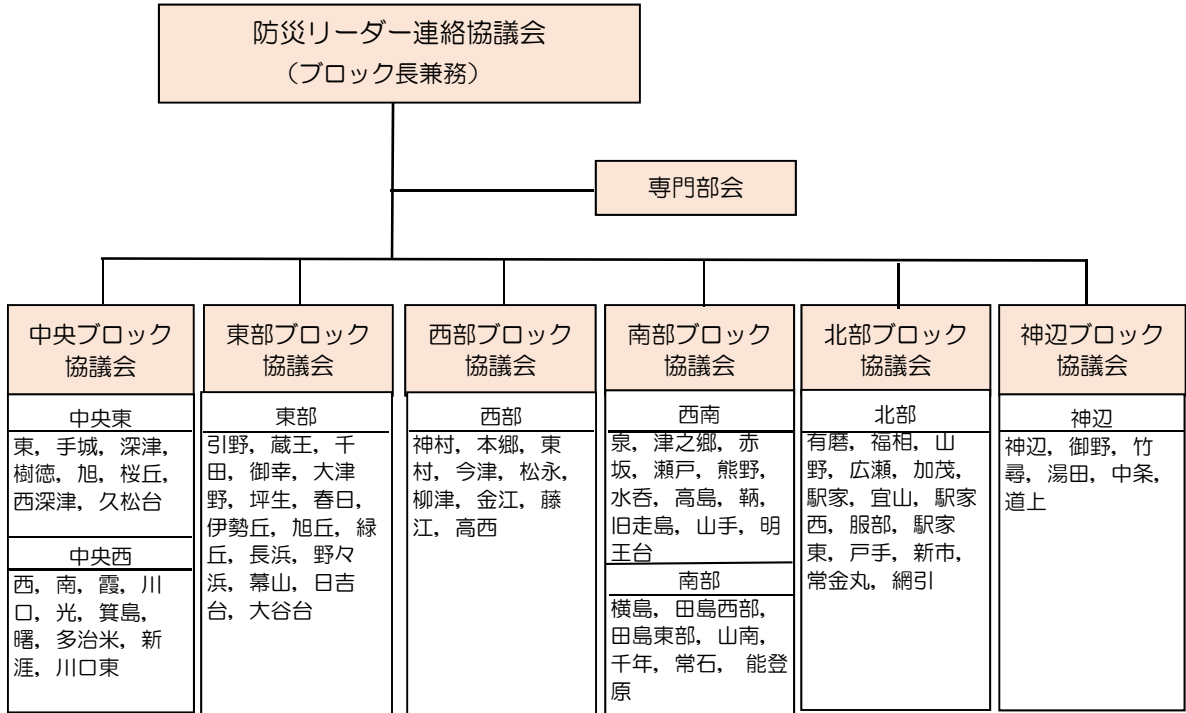 防災リーダー連絡協議会
（ブロック長兼務）
専門部会
中央ブロック
協議会
中央東
東，手城，深津，
樹徳，旭，桜丘，
西深津，久松台
中央西
西，南，霞，川
口，光，箕島，
曙，多治米，新
涯，川口東
東部ブロック
協議会
東部
引野，蔵王，千
田，御幸，大津
野，坪生，春日，
伊勢丘，旭丘，緑
丘，長浜，野々
浜，幕山，日吉
台，大谷台
西部ブロック
協議会
西部
神村，本郷，東
村，今津，松永，
柳津，金江，藤
江，高西
南部ブロック
協議会
西南
泉，津之郷，赤
坂，瀬戸，熊野，
水呑，高島，鞆，
旧走島，山手，明
王台
南部
横島，田島西部，
田島東部，山南，
千年，常石， 能登
原
北部ブロック
協議会
北部
有磨，福相，山
野，広瀬，加茂，
駅家，宜山，駅家
西，服部，駅家
東，戸手，新市，
常金丸，網引
神辺ブロック
協議会
神辺
神辺，御野，竹
尋，湯田，中条，
道上